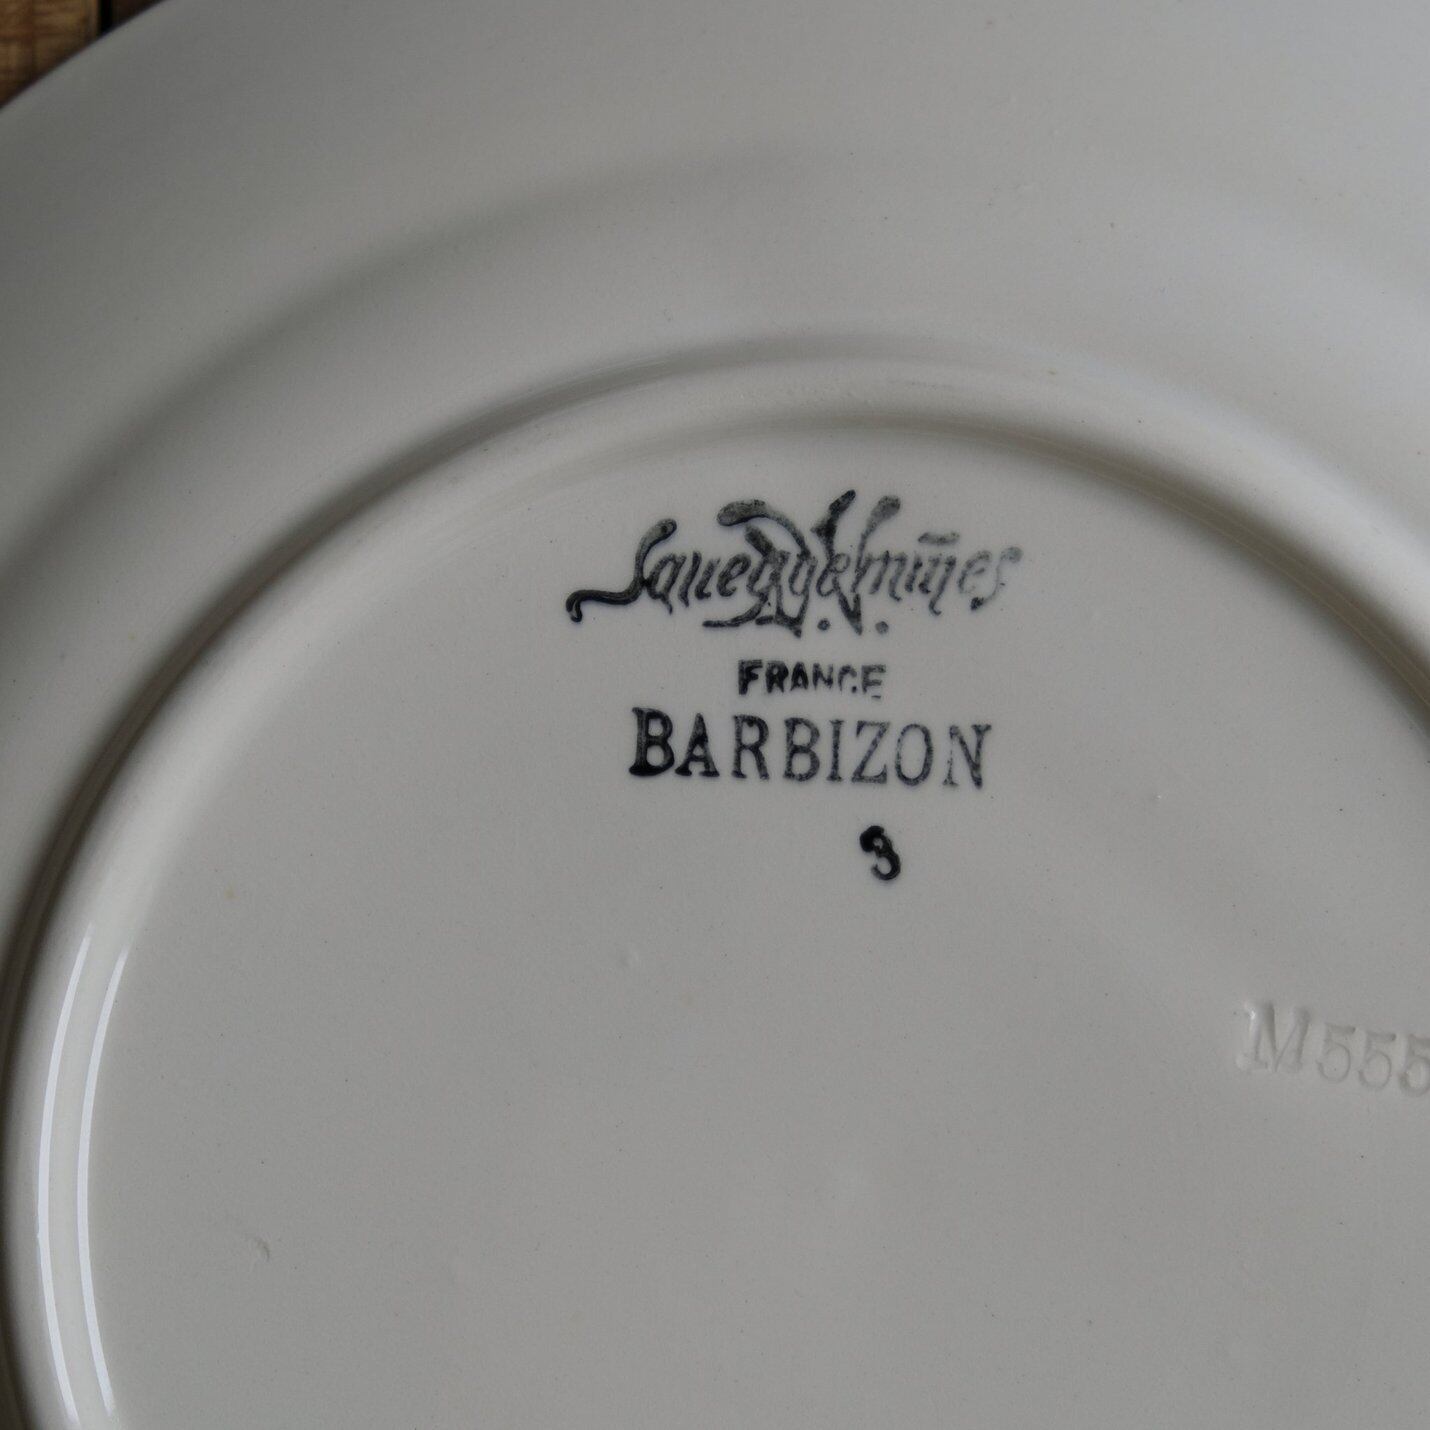 Sarreguemines
D.V.
FRANCE
BARBIZON
3
M555